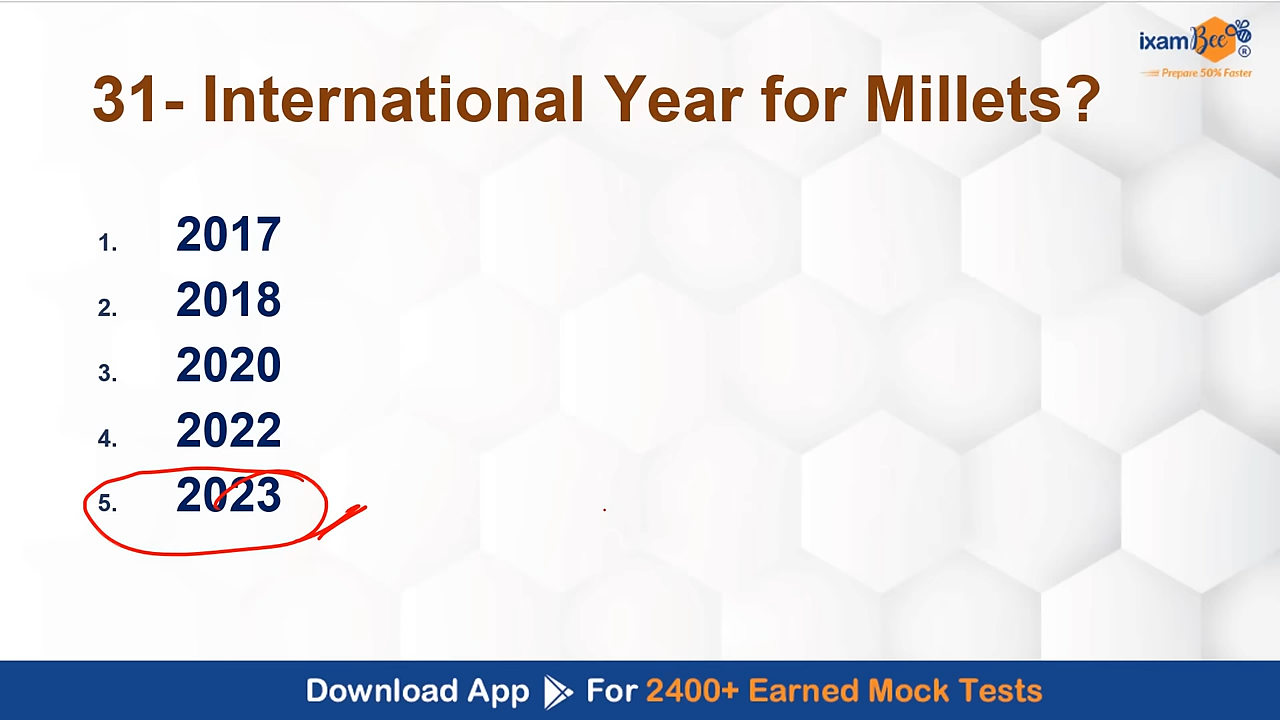 ixamBee
®
Prepare 50% Faster
31- International Year for Millets?
1. 2017
2. 2018
3. 2020
4. 2022
5. 2023
Download App For 2400+ Earned Mock Tests